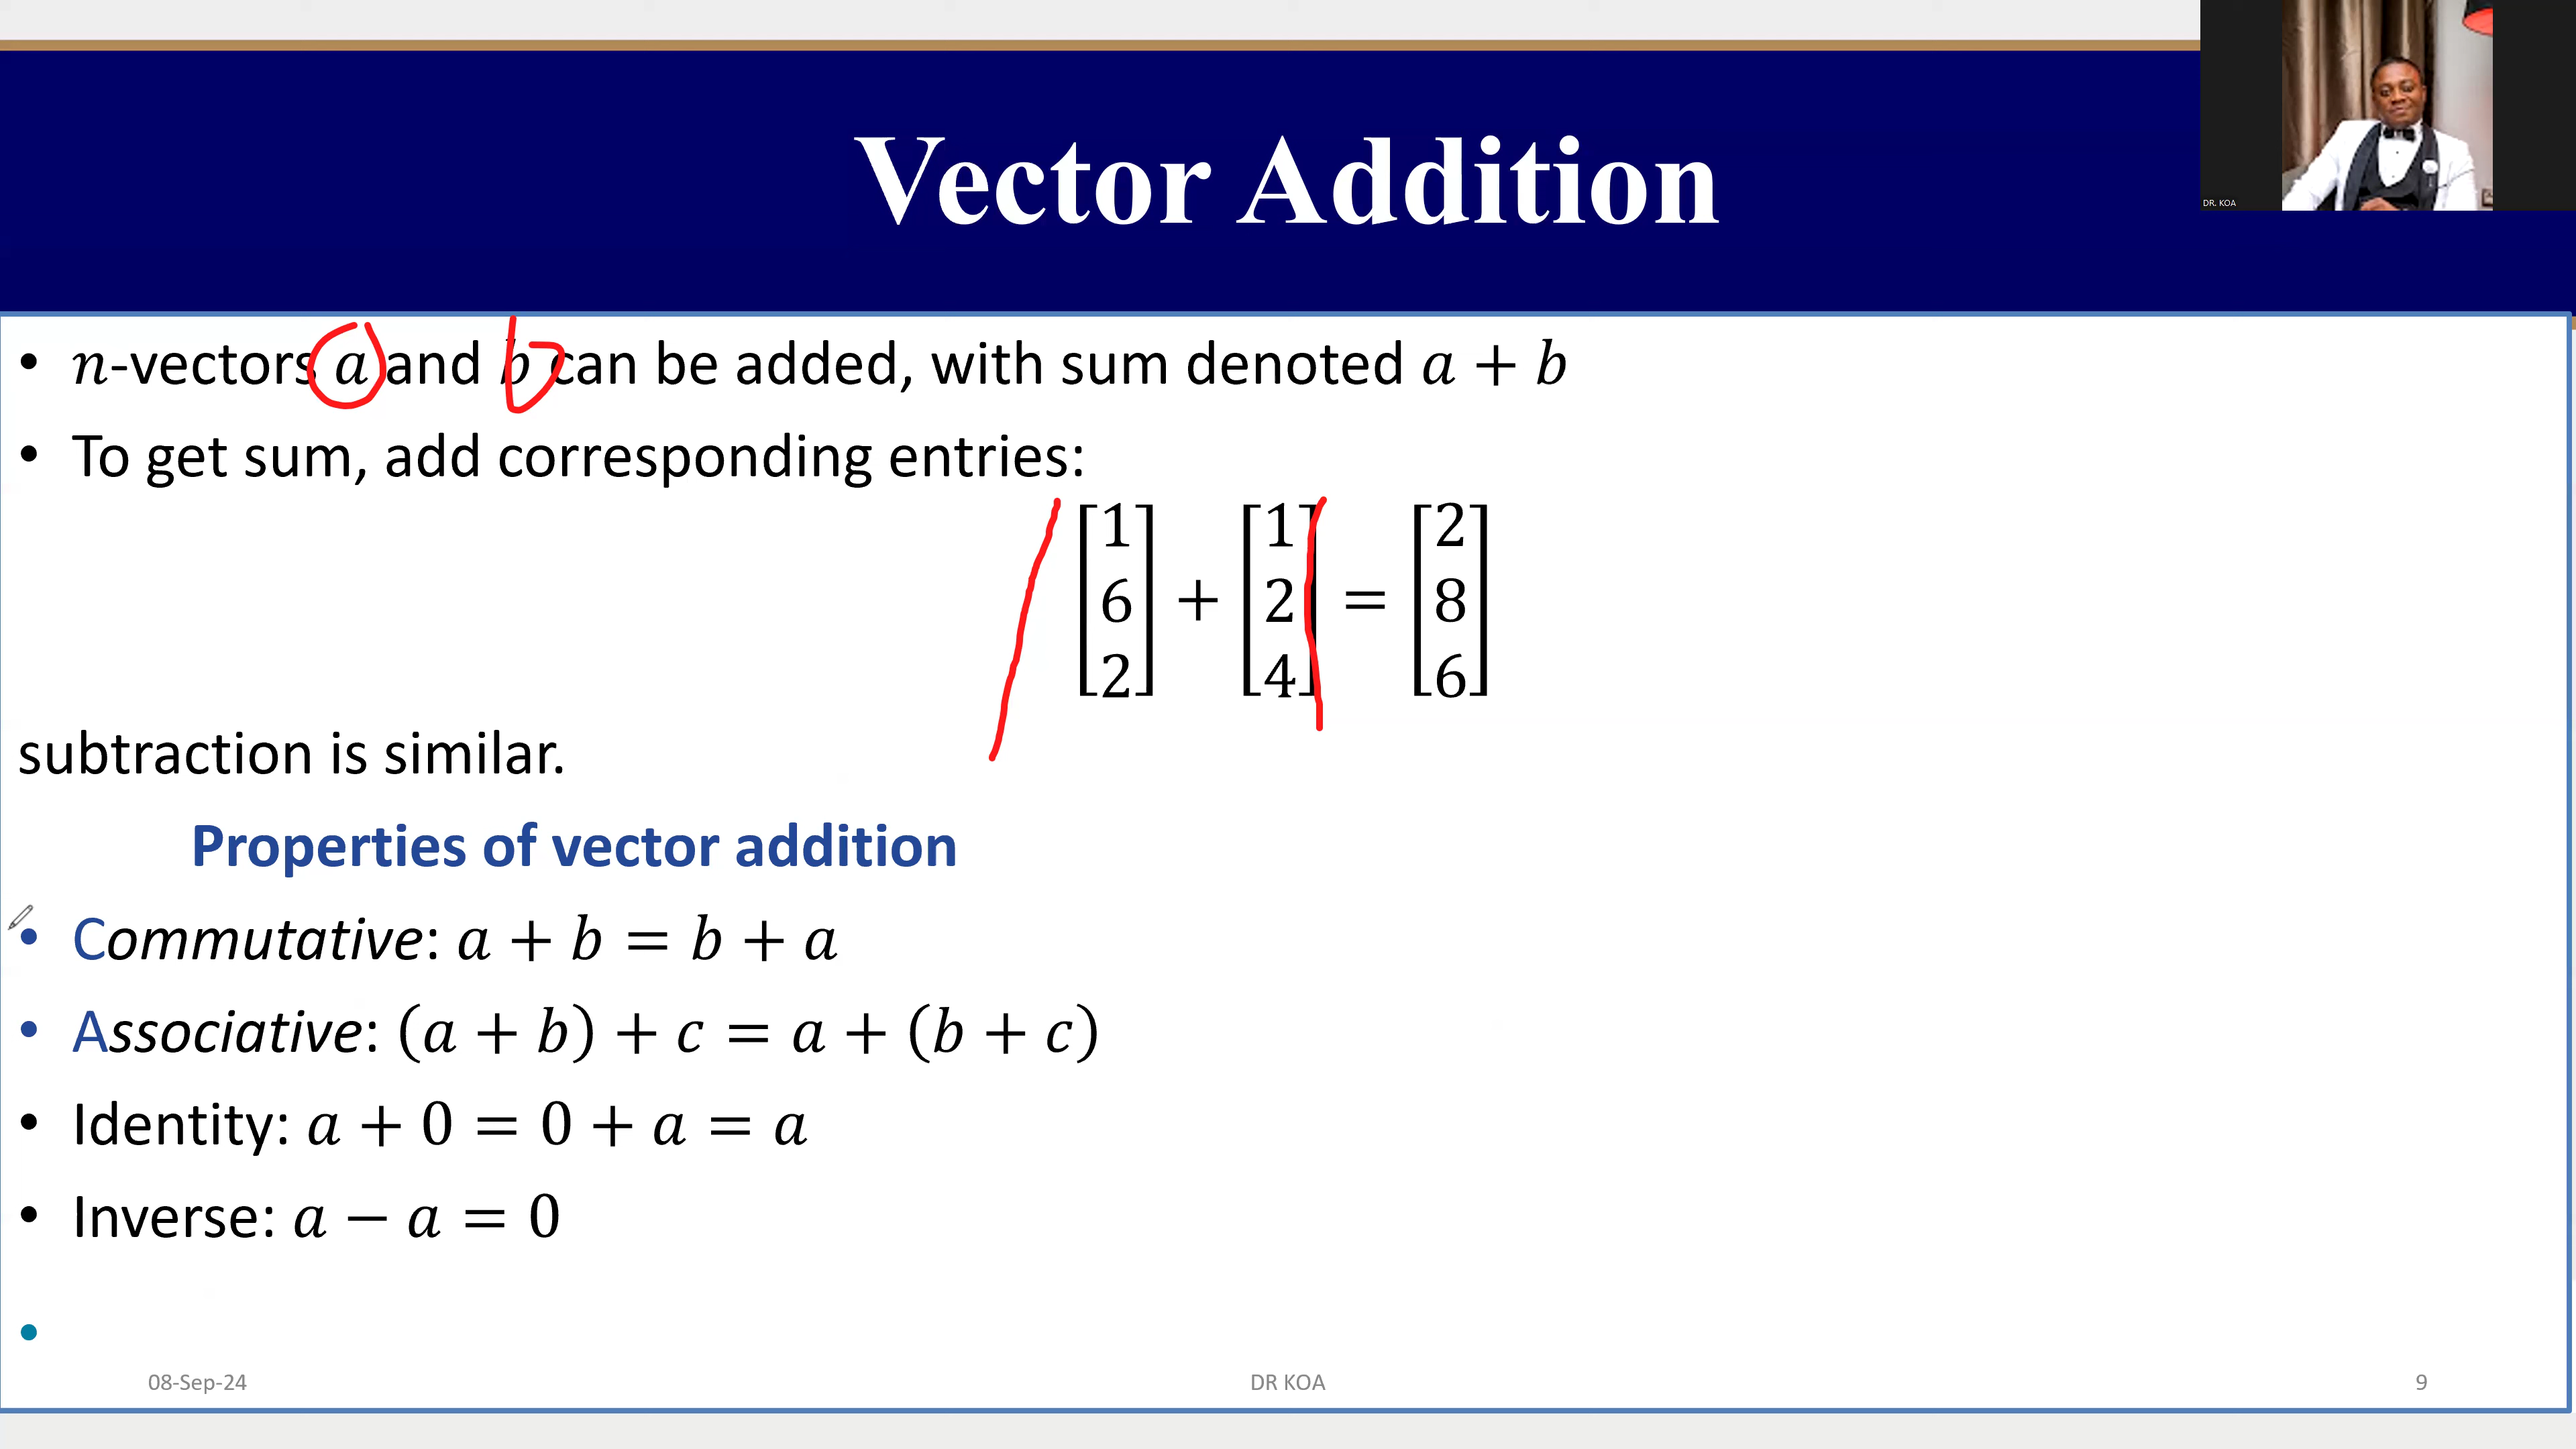 Vector Addition
DR. KOA
• n-vectors a and b can be added, with sum denoted a + b
• To get sum, add corresponding entries:
[1 6 2] + [1 2 4] = [2 8 6]
subtraction is similar.
Properties of vector addition
• Commutative: a + b = b + a
• Associative: (a + b) + c = a + (b + c)
• Identity: a + 0 = 0 + a = a
• Inverse: a − a = 0
•
08-Sep-24 DR KOA 9